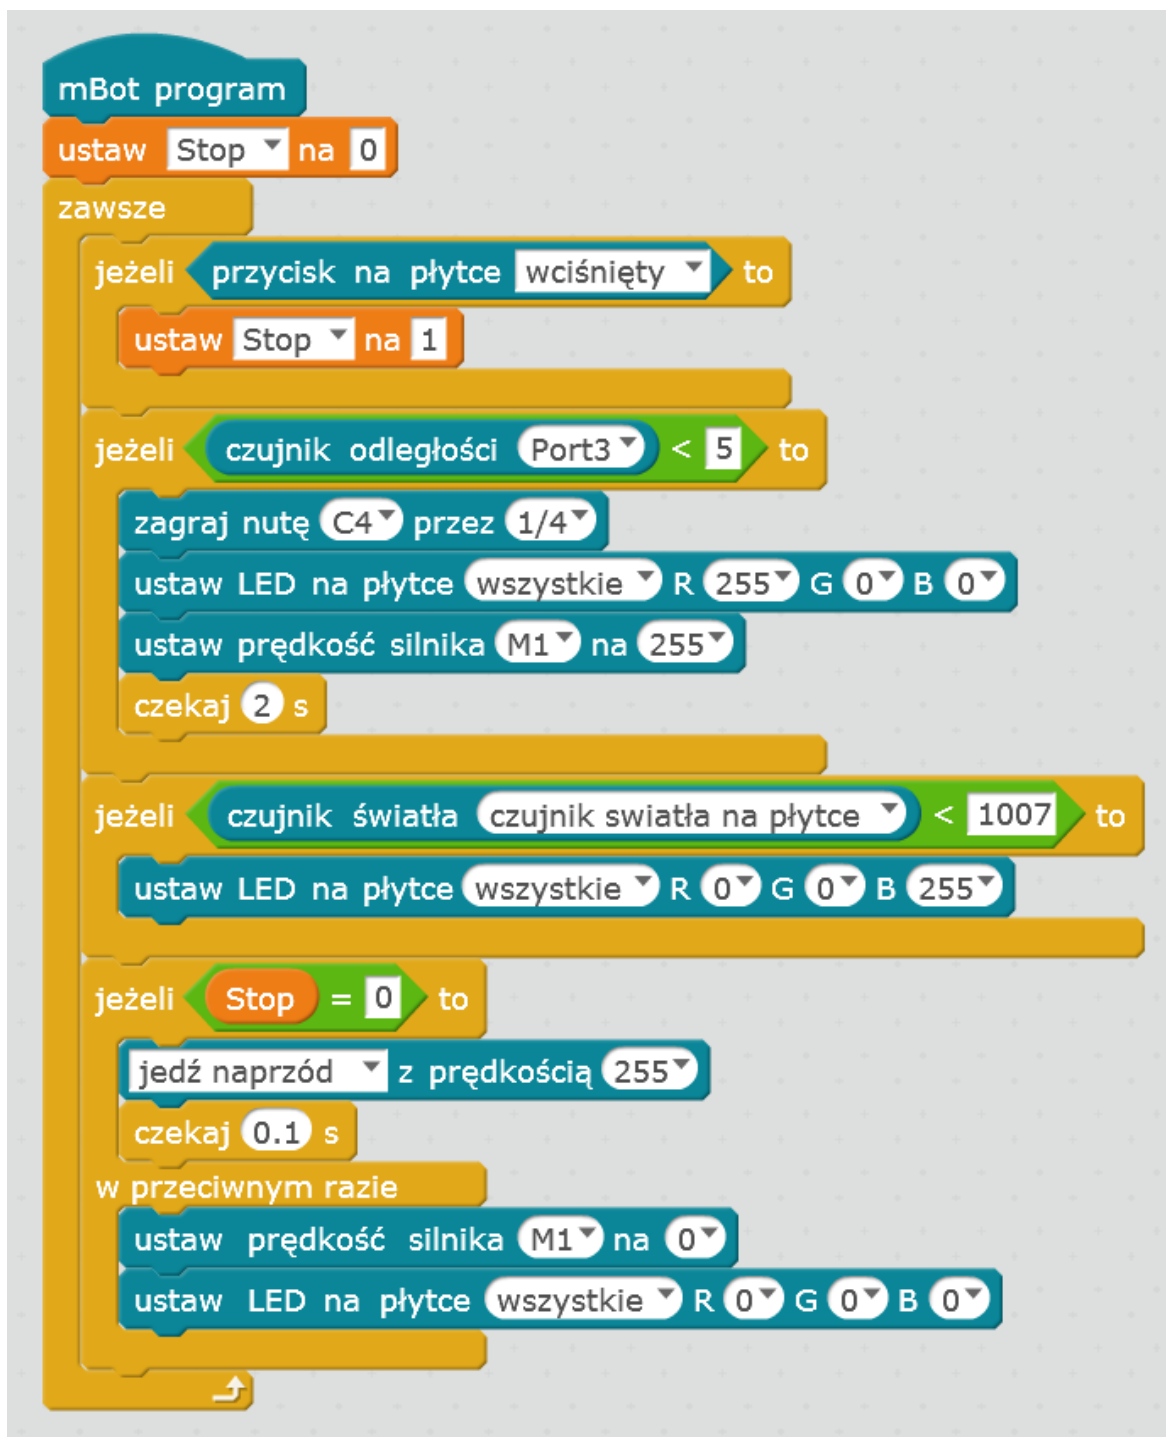 mBot program
ustaw Stop na 0
zawsze
jeżeli przycisk na płytce wciśnięty to
ustaw Stop na 1
jeżeli czujnik odległości Port3 < 5 to
zagraj nutę C4 przez 1/4
ustaw LED na płytce wszystkie R 255 G 0 B 0
ustaw prędkość silnika M1 na 255
czekaj 2 s
jeżeli czujnik światła czujnik swiatła na płytce < 1007 to
ustaw LED na płytce wszystkie R 0 G 0 B 255
jeżeli Stop = 0 to
jedź naprzód z prędkością 255
czekaj 0.1 s
w przeciwnym razie
ustaw prędkość silnika M1 na 0
ustaw LED na płytce wszystkie R 0 G 0 B 0